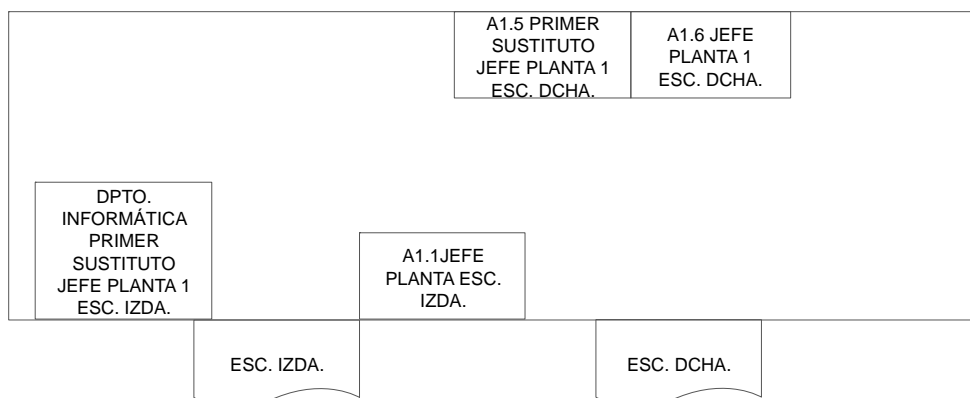 A1.5 PRIMER
SUSTITUTO
JEFE PLANTA 1
ESC. DCHA.
A1.6 JEFE
PLANTA 1
ESC. DCHA.
DPTO.
INFORMÁTICA
PRIMER
SUSTITUTO
JEFE PLANTA 1
ESC. IZDA.
A1.1JEFE
PLANTA ESC.
IZDA.
ESC. IZDA.
ESC. DCHA.